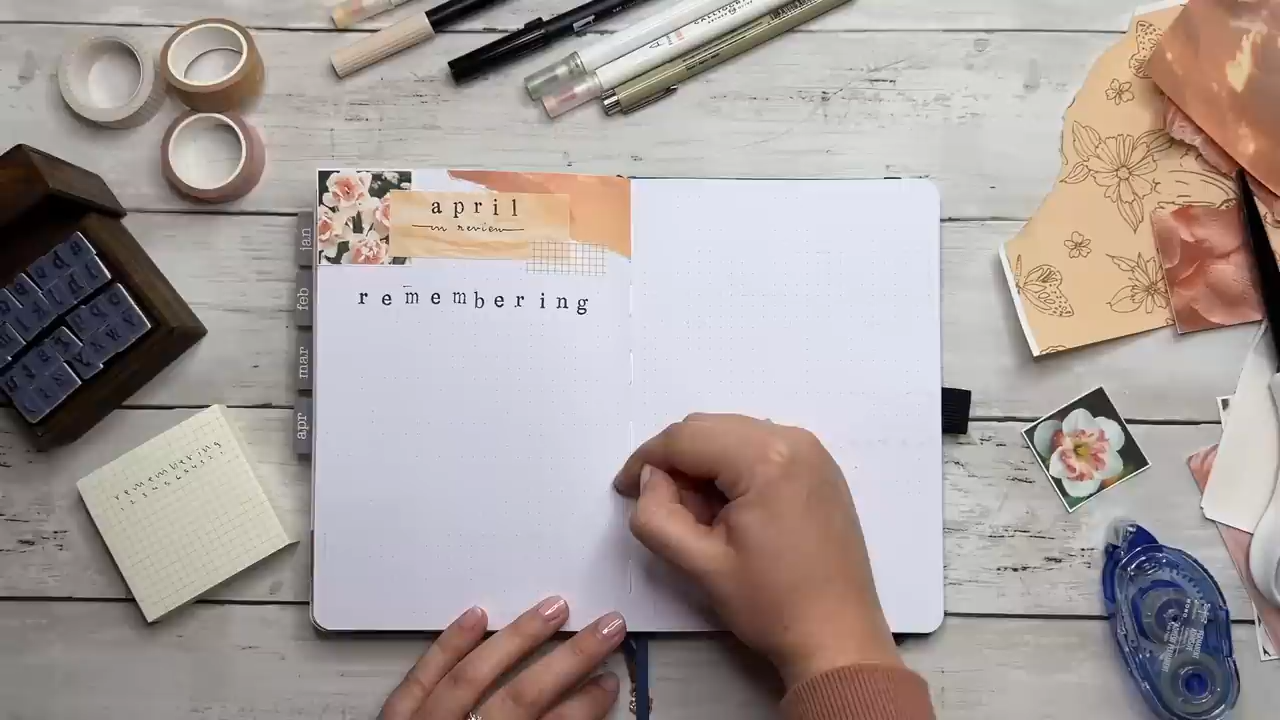 april
in review
remembering
jan
feb
mar
apr
remembering